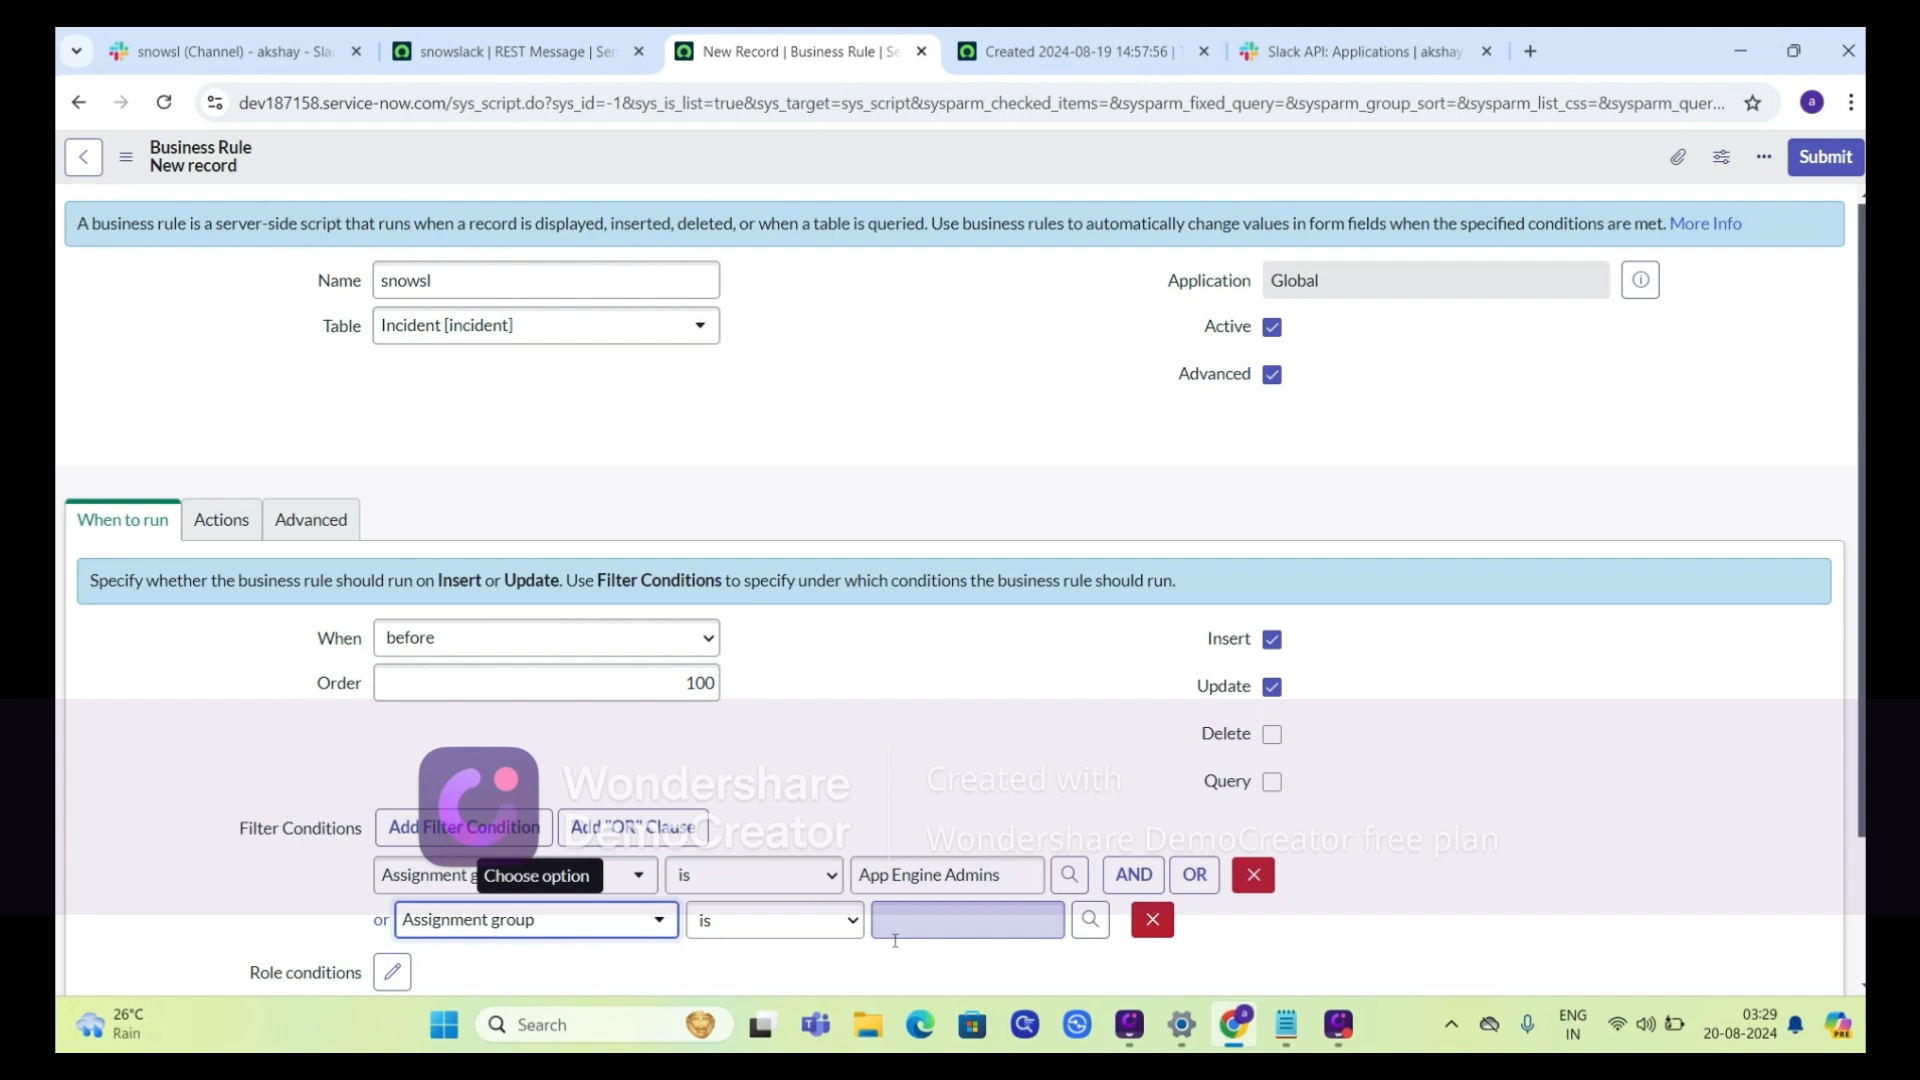 snowsl (Channel) - akshay - Sla
snowslack | REST Message | Ser
New Record | Business Rule | Se
Created 2024-08-19 14:57:56 | T
Slack API: Applications | akshay
dev187158.service-now.com/sys_script.do?sys_id=-1&sys_is_list=true&sys_target=sys_script&sysparm_checked_items=&sysparm_fixed_query=&sysparm_group_sort=&sysparm_list_css=&sysparm_quer...
a
Business Rule
New record
Submit
A business rule is a server-side script that runs when a record is displayed, inserted, deleted, or when a table is queried. Use business rules to automatically change values in form fields when the specified conditions are met. More Info
Name snowsl
Application Global
Table Incident [incident]
Active
Advanced
When to run Actions Advanced
Specify whether the business rule should run on Insert or Update. Use Filter Conditions to specify under which conditions the business rule should run.
When before
Insert
Order 100
Update
Delete
Query
Wondershare
DemoCreator
Created with
Wondershare DemoCreator free plan
Filter Conditions Add Filter Condition Add "OR" Clause
Assignment g Choose option is App Engine Admins AND OR
or Assignment group is
Role conditions
26°C
Rain
Search
ENG
IN
03:29
20-08-2024
PRE